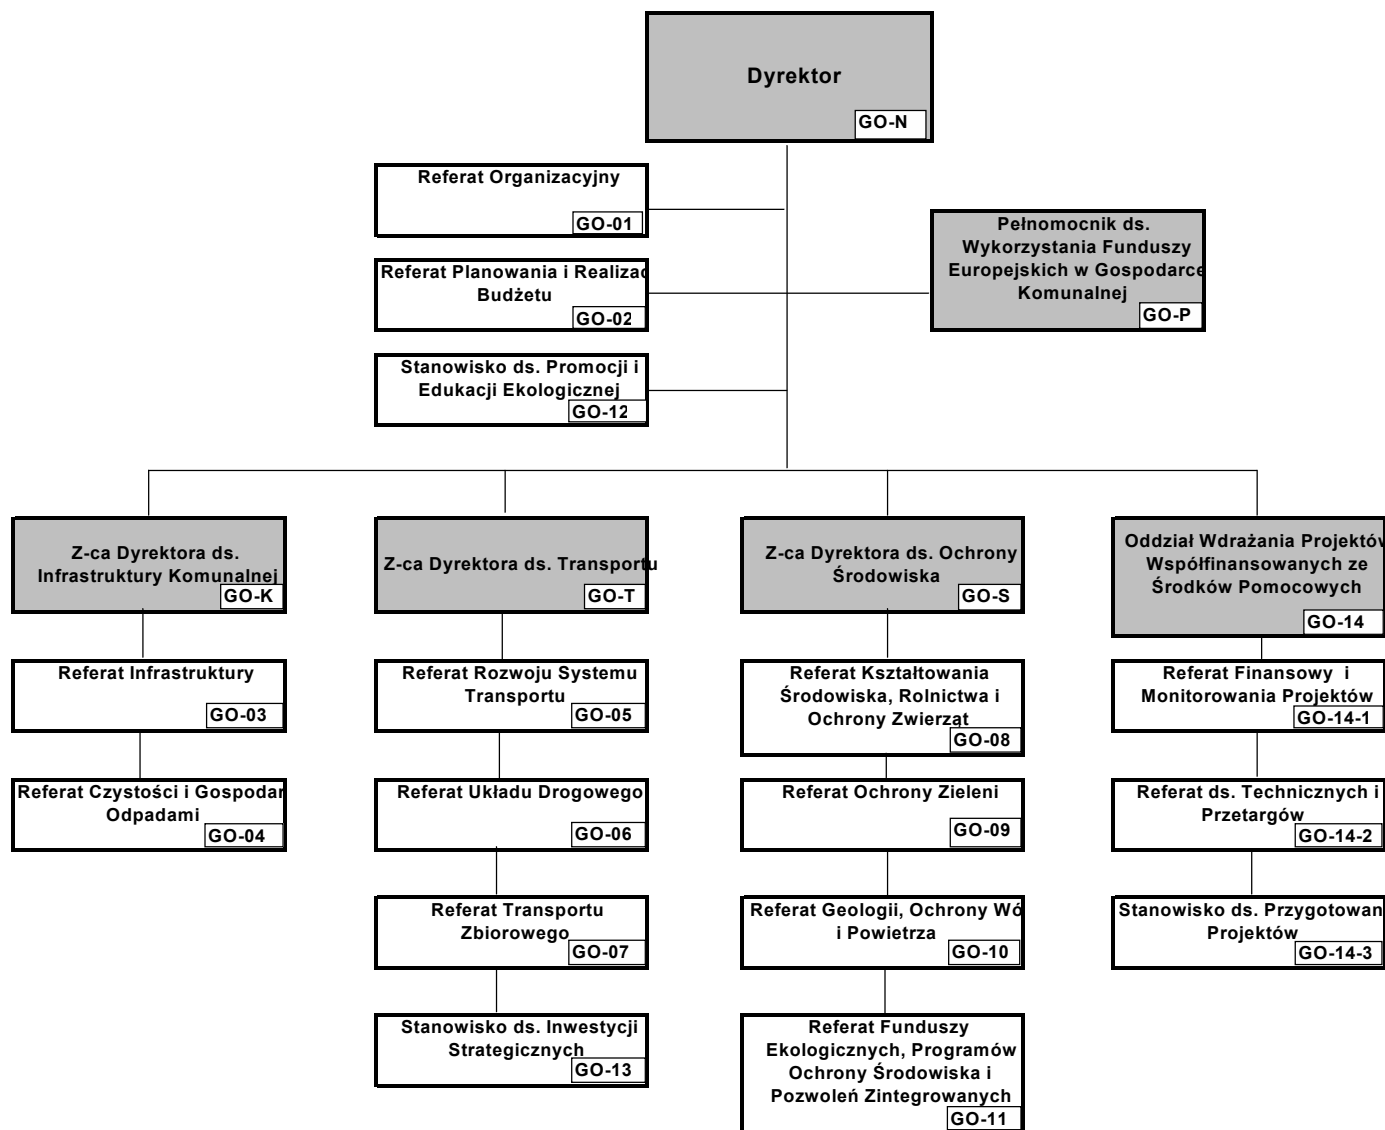 Dyrektor
GO-N
Referat Organizacyjny
GO-01
Referat Planowania i Realizac
Budżetu
GO-02
Stanowisko ds. Promocji i
Edukacji Ekologicznej
GO-12
Pełnomocnik ds.
Wykorzystania Funduszy
Europejskich w Gospodarce
Komunalnej
GO-P
Z-ca Dyrektora ds.
Infrastruktury Komunalnej
GO-K
Referat Infrastruktury
GO-03
Referat Czystości i Gospodar
Odpadami
GO-04
Z-ca Dyrektora ds. Transportu
GO-T
Referat Rozwoju Systemu
Transportu
GO-05
Referat Układu Drogowego
GO-06
Referat Transportu
Zbiorowego
GO-07
Stanowisko ds. Inwestycji
Strategicznych
GO-13
Z-ca Dyrektora ds. Ochrony
Środowiska
GO-S
Referat Kształtowania
Środowiska, Rolnictwa i
Ochrony Zwierząt
GO-08
Referat Ochrony Zieleni
GO-09
Referat Geologii, Ochrony Wó
i Powietrza
GO-10
Referat Funduszy
Ekologicznych, Programów
Ochrony Środowiska i
Pozwoleń Zintegrowanych
GO-11
Oddział Wdrażania Projektów
Współfinansowanych ze
Środków Pomocowych
GO-14
Referat Finansowy i
Monitorowania Projektów
GO-14-1
Referat ds. Technicznych i
Przetargów
GO-14-2
Stanowisko ds. Przygotowan
Projektów
GO-14-3